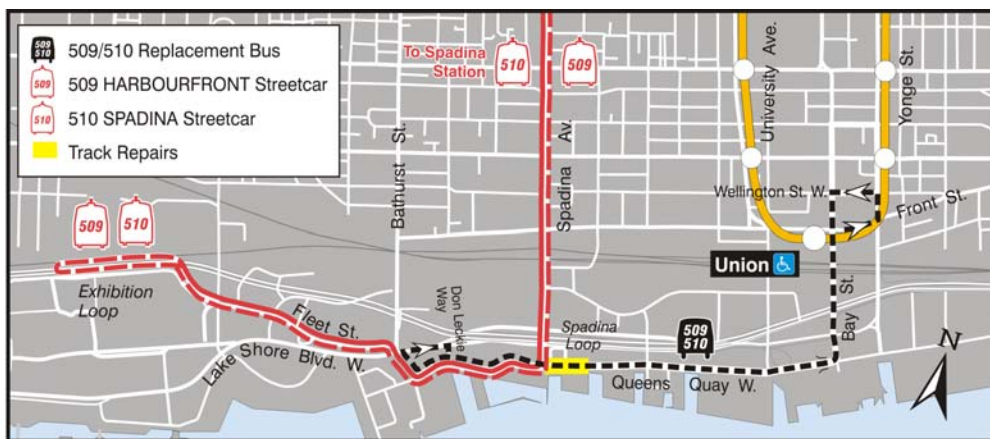 509
510
509/510 Replacement Bus
509
509 HARBOURFRONT Streetcar
510
510 SPADINA Streetcar
Track Repairs
To Spadina
Station
510
509
University Ave.
Yonge St.
Bathurst St.
Spadina Av.
Wellington St. W.
Front St.
509
510
Union
Exhibition
Loop
Fleet St.
Lake Shore Blvd. W.
Don Leckie
Way
Spadina
Loop
509
510
Bay St.
Queens Quay W.
N